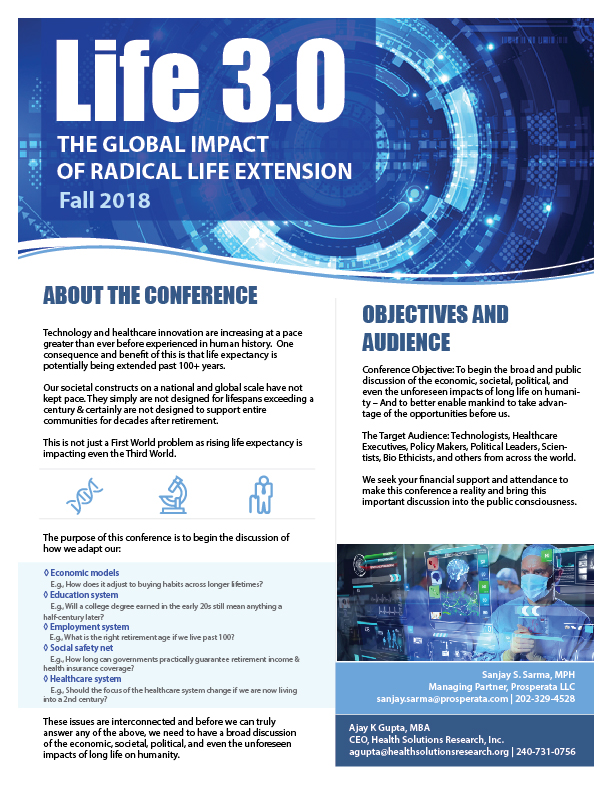 Life 3.0
THE GLOBAL IMPACT
OF RADICAL LIFE EXTENSION
Fall 2018
ABOUT THE CONFERENCE
Technology and healthcare innovation are increasing at a pace
greater than ever before experienced in human history.  One
consequence and benefit of this is that life expectancy is
potentially being extended past 100+ years.
Our societal constructs on a national and global scale have not
kept pace. They simply are not designed for lifespans exceeding a
century & certainly are not designed to support entire
communities for decades after retirement.
This is not just a First World problem as rising life expectancy is
impacting even the Third World.
The purpose of this conference is to begin the discussion of
how we adapt our:
◊ Economic models
E.g., How does it adjust to buying habits across longer lifetimes?
◊ Education system
E.g., Will a college degree earned in the early 20s still mean anything a
half-century later?
◊ Employment system
E.g., What is the right retirement age if we live past 100?
◊ Social safety net
E.g., How long can governments practically guarantee retirement income &
health insurance coverage?
◊ Healthcare system
E.g., Should the focus of the healthcare system change if we are now living
into a 2nd century?
These issues are interconnected and before we can truly
answer any of the above, we need to have a broad discussion
of the economic, societal, political, and even the unforeseen
impacts of long life on humanity.
OBJECTIVES AND
AUDIENCE
Conference Objective: To begin the broad and public
discussion of the economic, societal, political, and
even the unforeseen impacts of long life on humani-
ty – And to better enable mankind to take advan-
tage of the opportunities before us.
The Target Audience: Technologists, Healthcare
Executives, Policy Makers, Political Leaders, Scien-
tists, Bio Ethicists, and others from across the world.
We seek your financial support and attendance to
make this conference a reality and bring this
important discussion into the public consciousness.
Sanjay S. Sarma, MPH
Managing Partner, Prosperata LLC
sanjay.sarma@prosperata.com | 202-329-4528
Ajay K Gupta, MBA
CEO, Health Solutions Research, Inc.
agupta@healthsolutionsresearch.org | 240-731-0756